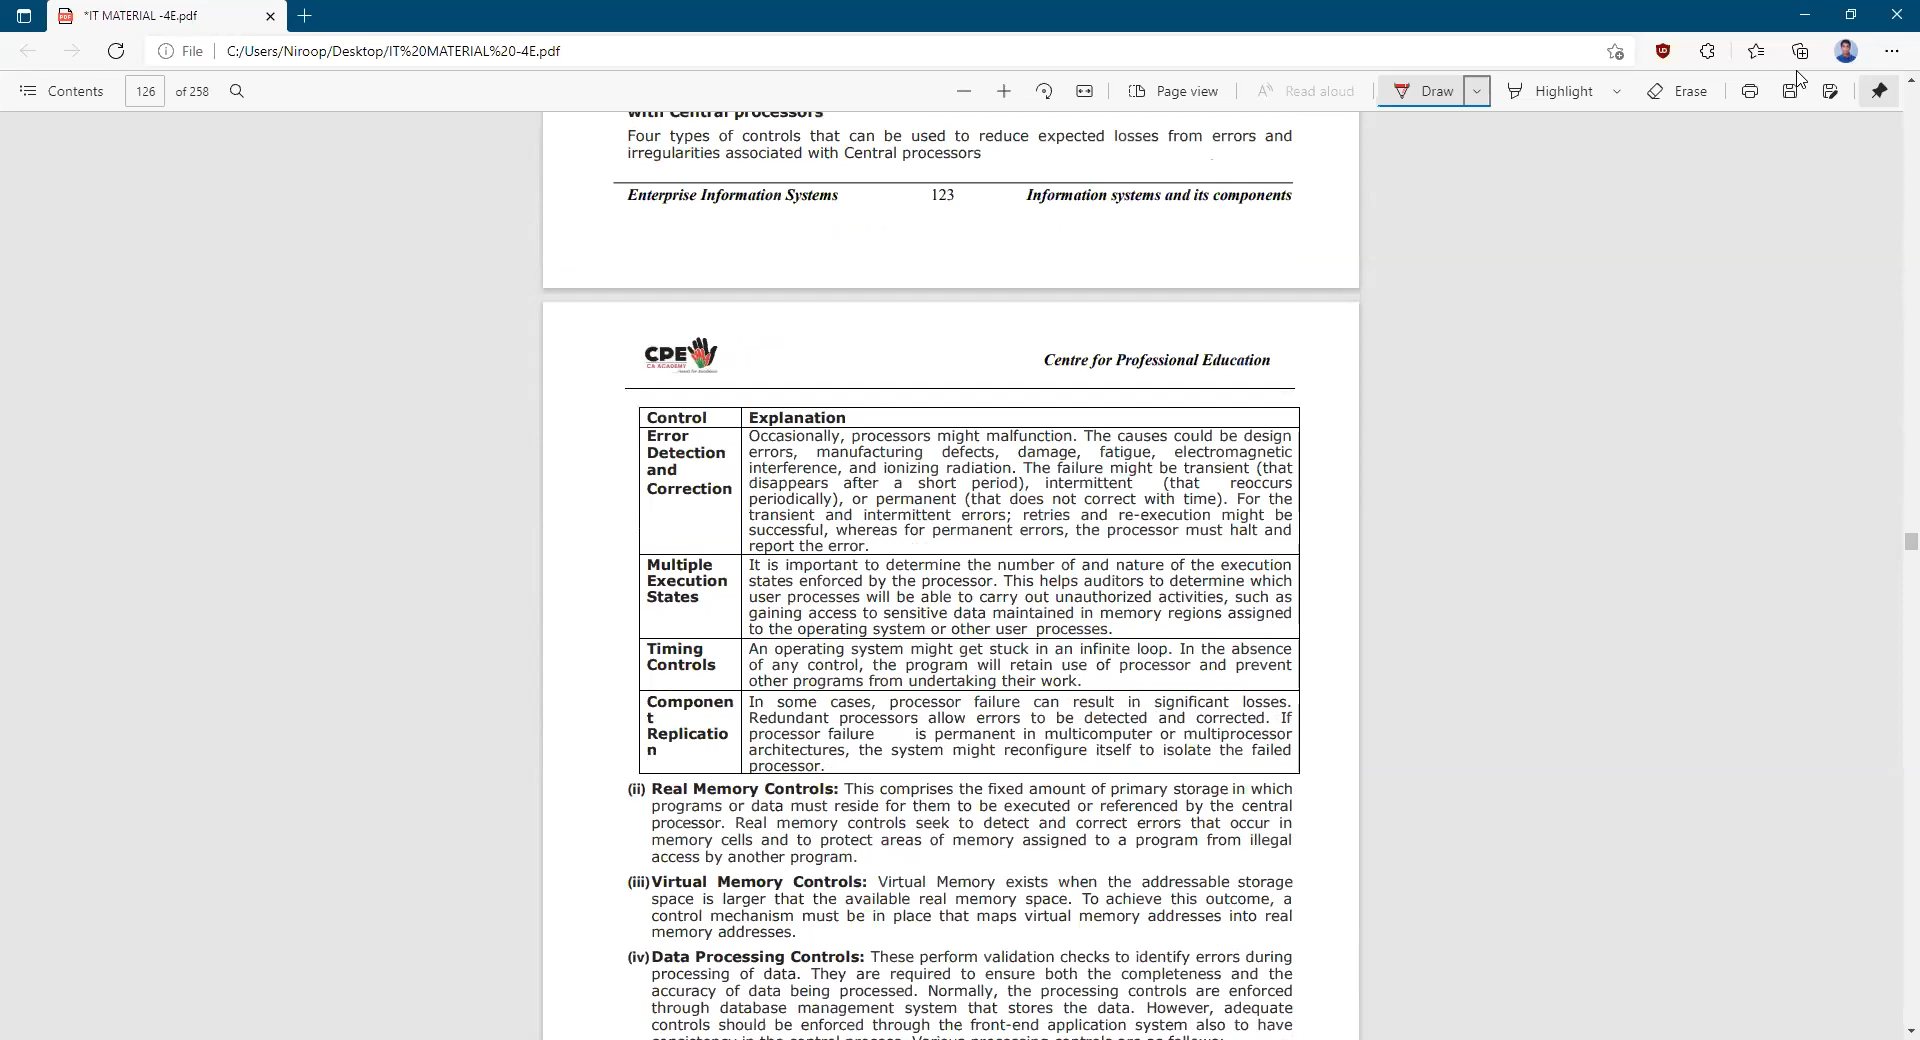 *IT MATERIAL -4E.pdf
File
C:/Users/Niroop/Desktop/IT%20MATERIAL%20-4E.pdf
Contents
126
of 258
Page view
Read aloud
Draw
Highlight
Erase
with Central processors
Four types of controls that can be used to reduce expected losses from errors and
irregularities associated with Central processors
Enterprise Information Systems 123 Information systems and its components
CPE
CA ACADEMY
Centre for Professional Education
Control Explanation
Error
Detection
and
Correction
Occasionally, processors might malfunction. The causes could be design
errors, manufacturing defects, damage, fatigue, electromagnetic
interference, and ionizing radiation. The failure might be transient (that
disappears after a short period), intermittent (that reoccurs
periodically), or permanent (that does not correct with time). For the
transient and intermittent errors; retries and re-execution might be
successful, whereas for permanent errors, the processor must halt and
report the error.
Multiple
Execution
States
It is important to determine the number of and nature of the execution
states enforced by the processor. This helps auditors to determine which
user processes will be able to carry out unauthorized activities, such as
gaining access to sensitive data maintained in memory regions assigned
to the operating system or other user processes.
Timing
Controls
An operating system might get stuck in an infinite loop. In the absence
of any control, the program will retain use of processor and prevent
other programs from undertaking their work.
Componen
t
Replicatio
n
In some cases, processor failure can result in significant losses.
Redundant processors allow errors to be detected and corrected. If
processor failure is permanent in multicomputer or multiprocessor
architectures, the system might reconfigure itself to isolate the failed
processor.
(ii) Real Memory Controls: This comprises the fixed amount of primary storage in which
programs or data must reside for them to be executed or referenced by the central
processor. Real memory controls seek to detect and correct errors that occur in
memory cells and to protect areas of memory assigned to a program from illegal
access by another program.
(iii)Virtual Memory Controls: Virtual Memory exists when the addressable storage
space is larger that the available real memory space. To achieve this outcome, a
control mechanism must be in place that maps virtual memory addresses into real
memory addresses.
(iv)Data Processing Controls: These perform validation checks to identify errors during
processing of data. They are required to ensure both the completeness and the
accuracy of data being processed. Normally, the processing controls are enforced
through database management system that stores the data. However, adequate
controls should be enforced through the front-end application system also to have
consistency in the control process. Various processing controls are as follows: